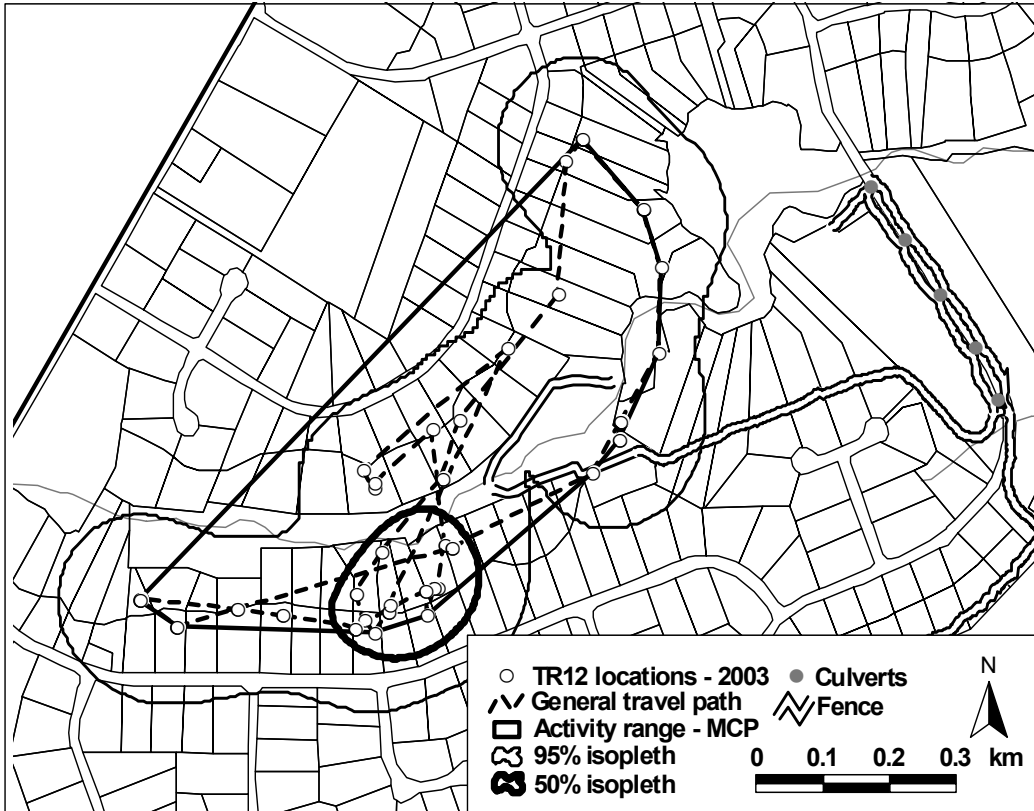 TR12 locations - 2003
Culverts
General travel path
Fence
Activity range - MCP
95% isopleth
50% isopleth
N
0 0.1 0.2 0.3 km